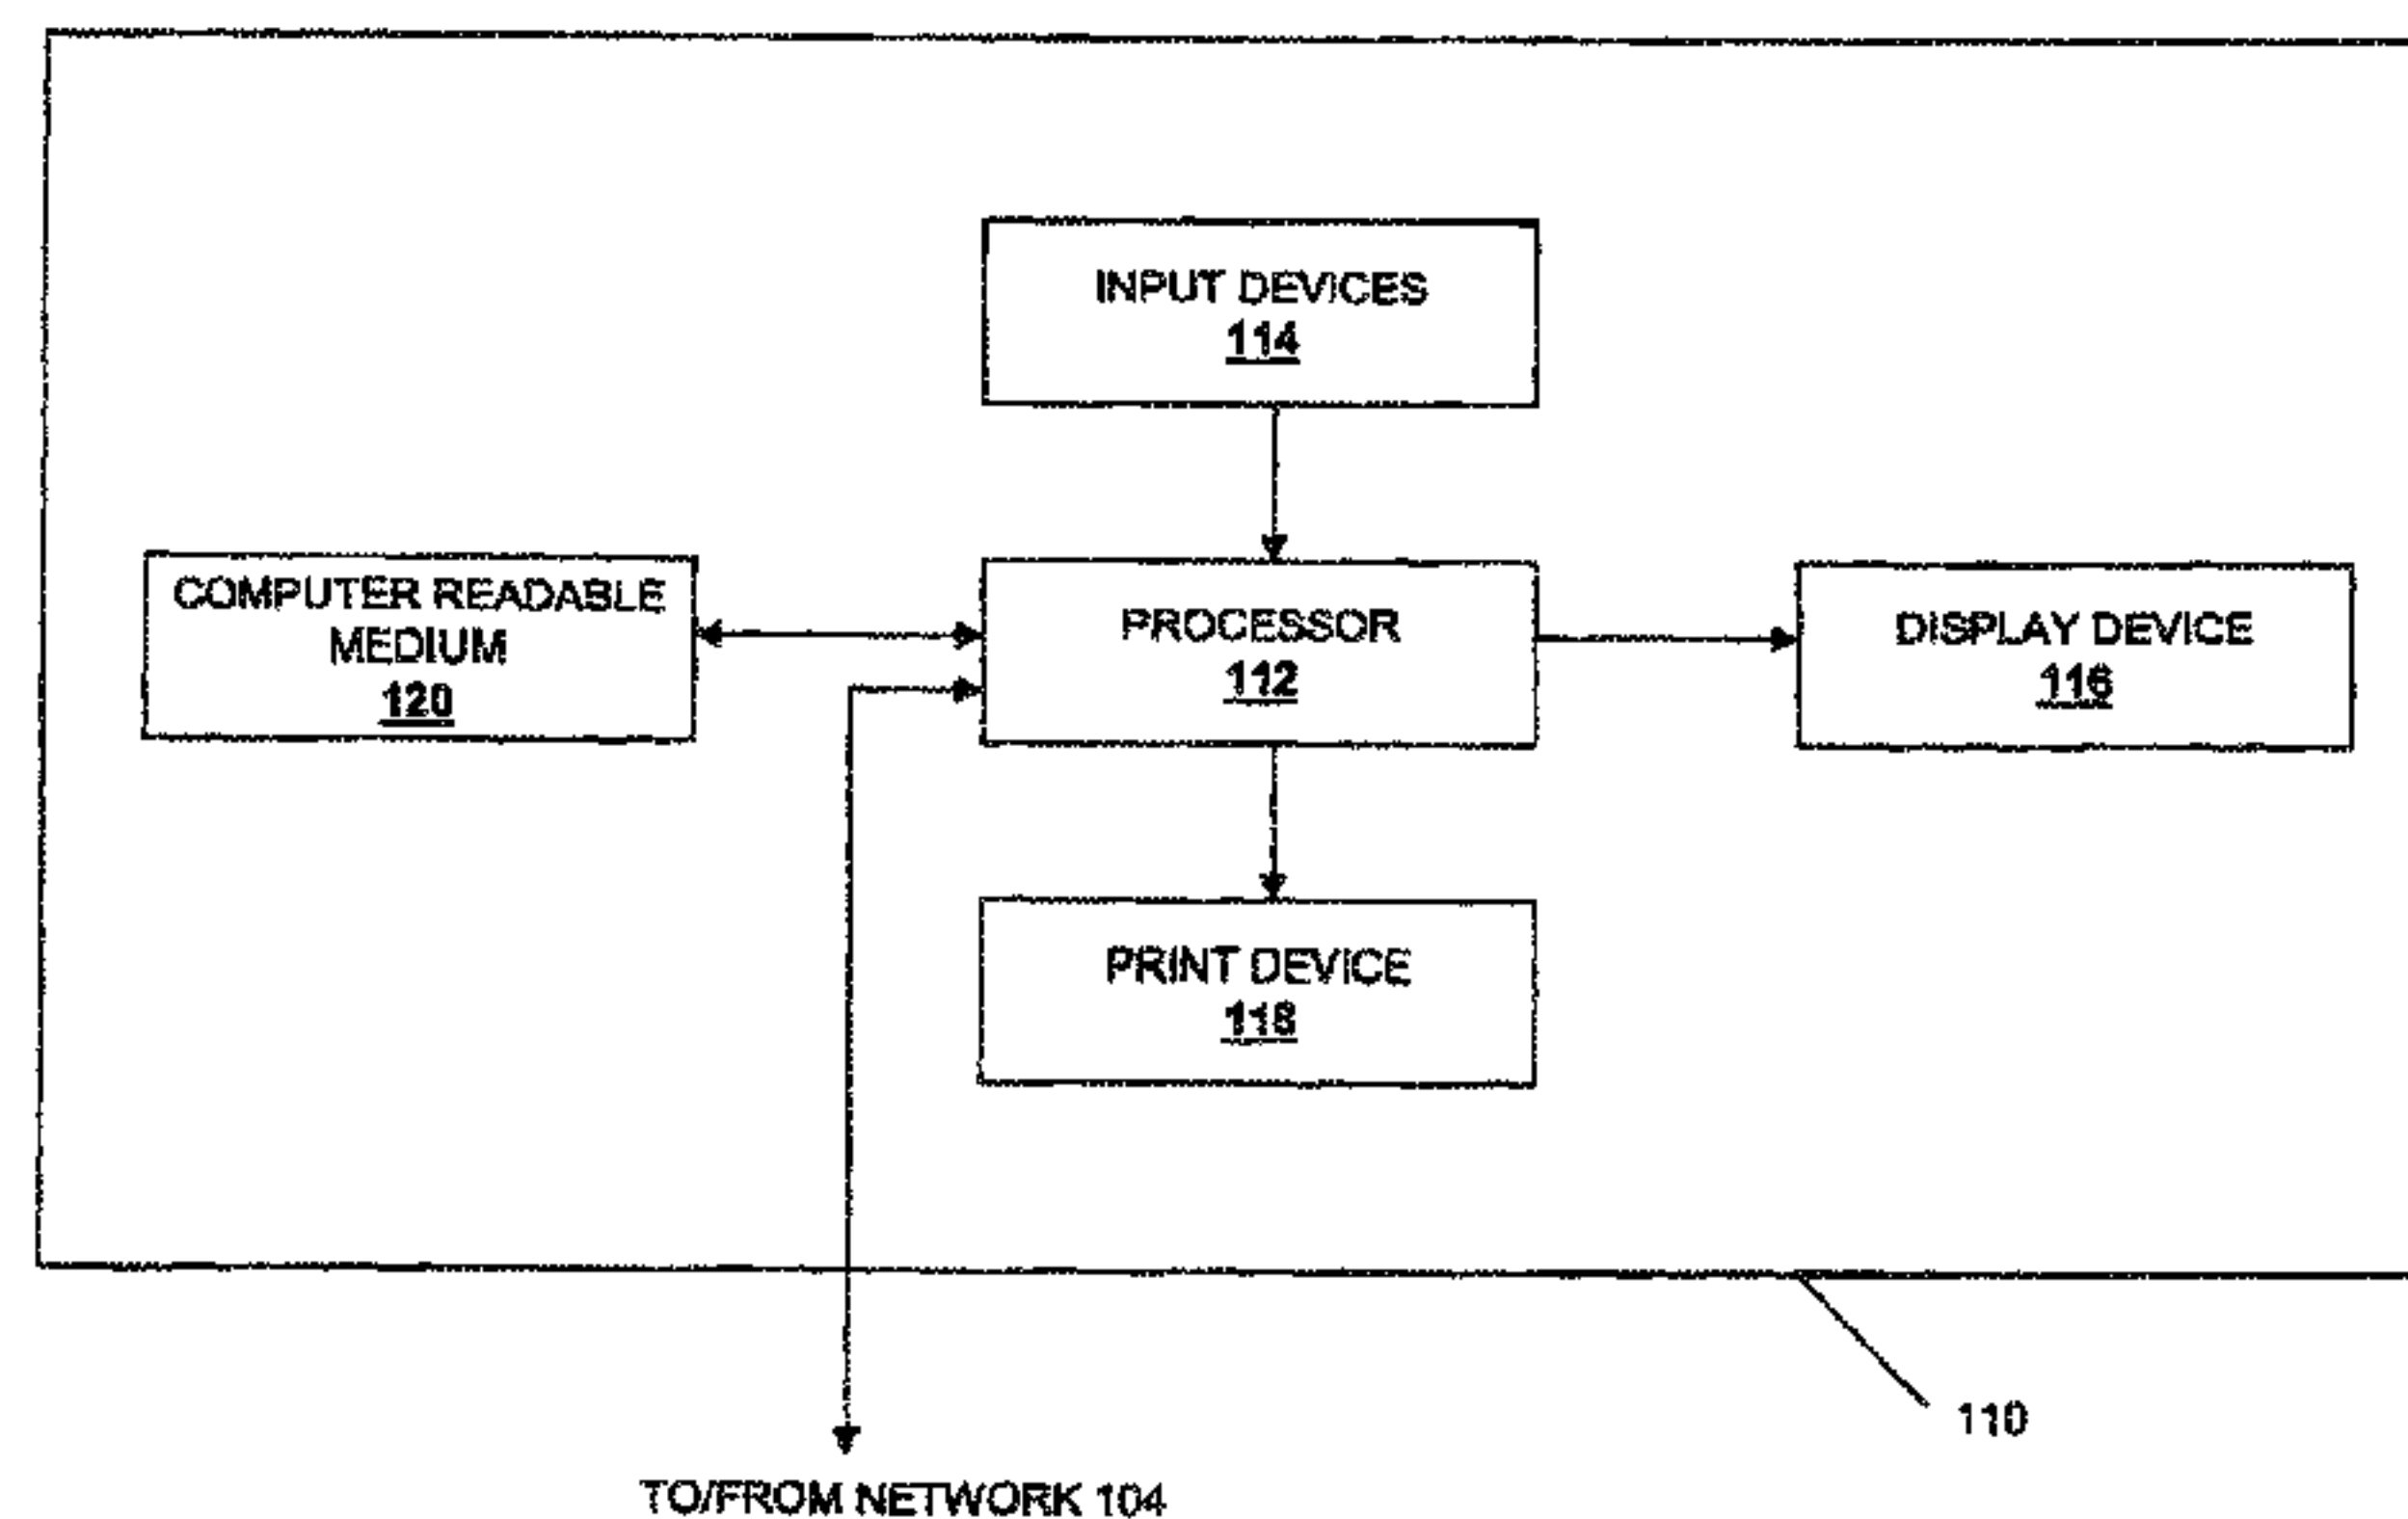 INPUT DEVICES
114
COMPUTER READABLE
MEDIUM
120
PROCESSOR
112
DISPLAY DEVICE
116
PRINT DEVICE
118
110
TO/FROM NETWORK 104